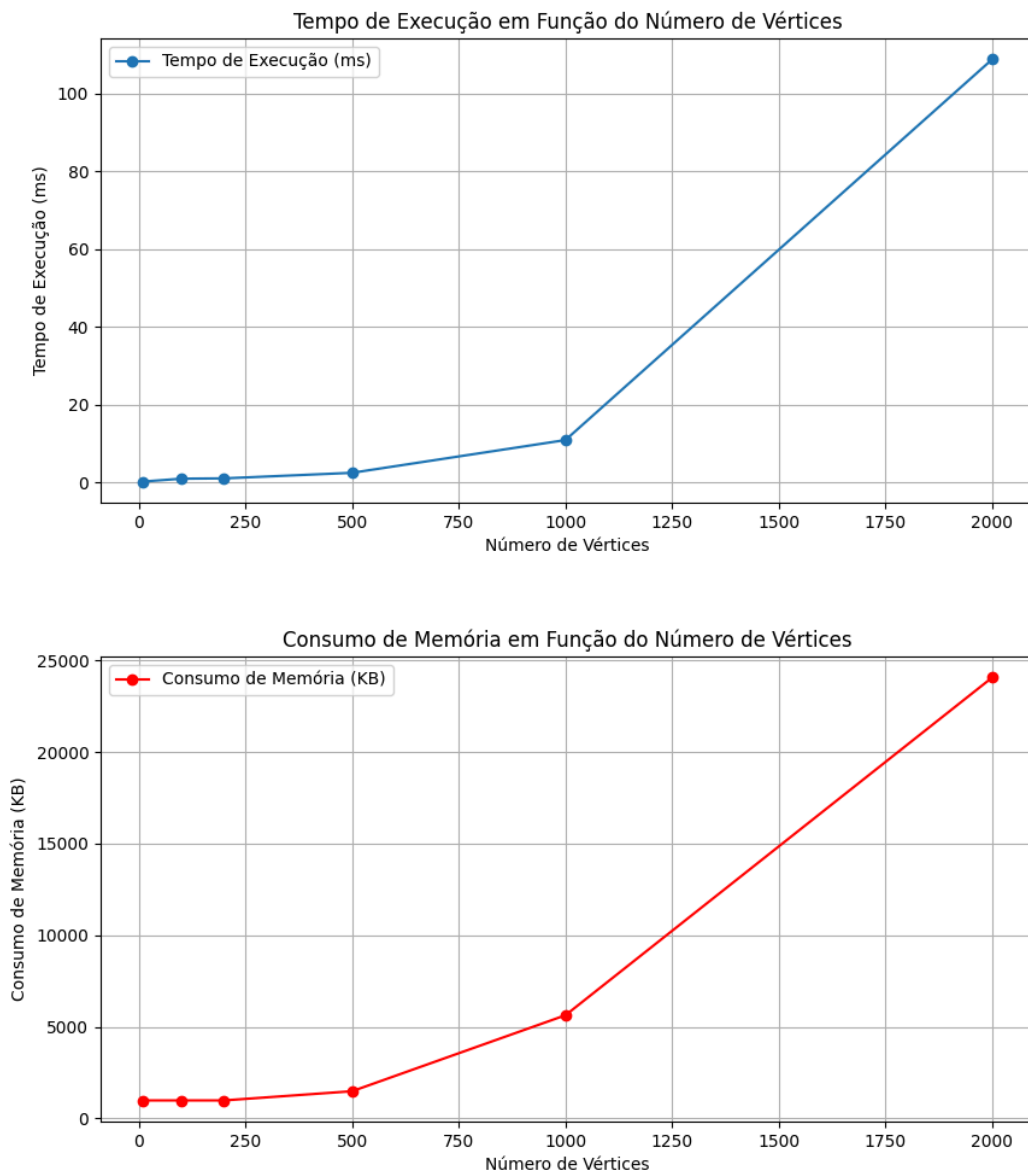 Tempo de Execução em Função do Número de Vértices
Tempo de Execução (ms)
100
80
60
40
20
0
Tempo de Execução (ms)
0 250 500 750 1000 1250 1500 1750 2000
Número de Vértices
Consumo de Memória em Função do Número de Vértices
Consumo de Memória (KB)
25000
20000
15000
10000
5000
0
Consumo de Memória (KB)
0 250 500 750 1000 1250 1500 1750 2000
Número de Vértices